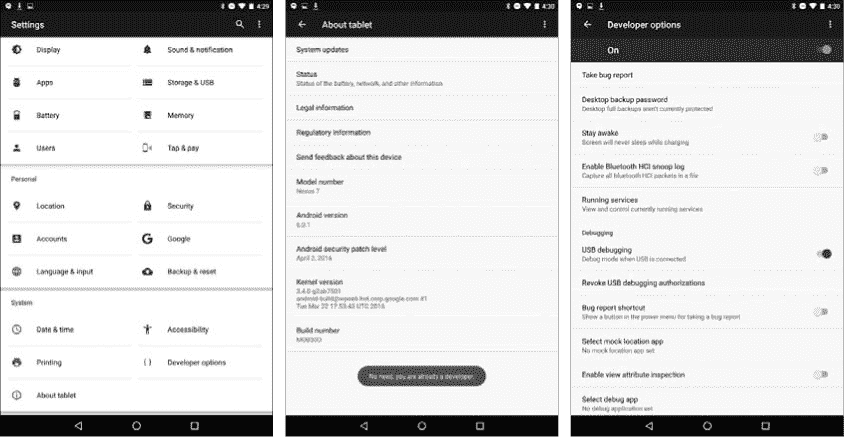 4:29
Settings
Display
Sound & notification
Apps
Storage & USB
Battery
Memory
Users
Tap & pay
Personal
Location
Security
Accounts
Google
Language & input
Backup & reset
System
Date & time
Accessibility
Printing
{ } Developer options
About tablet
4:30
About tablet
System updates
Status
Status of the battery, network, and other information
Legal information
Regulatory information
Send feedback about this device
Model number
Nexus 7
Android version
6.0.1
Android security patch level
April 2, 2016
Kernel version
android-build@wpoeli.hot.corp.google.com #1
Tue Mar 22 17:53:43 UTC 2016
Build number
No need, you are already a developer.
4:30
Developer options
On
Take bug report
Desktop backup password
Desktop full backups aren't currently protected
Stay awake
Screen will never sleep while charging
Enable Bluetooth HCI snoop log
Capture all bluetooth HCI packets in a file
Running services
View and control currently running services
Debugging
USB debugging
Debug mode when USB is connected
Revoke USB debugging authorizations
Bug report shortcut
Show a button in the power menu for taking a bug report
Select mock location app
No mock location app set
Enable view attribute inspection
Select debug app
No debug application set